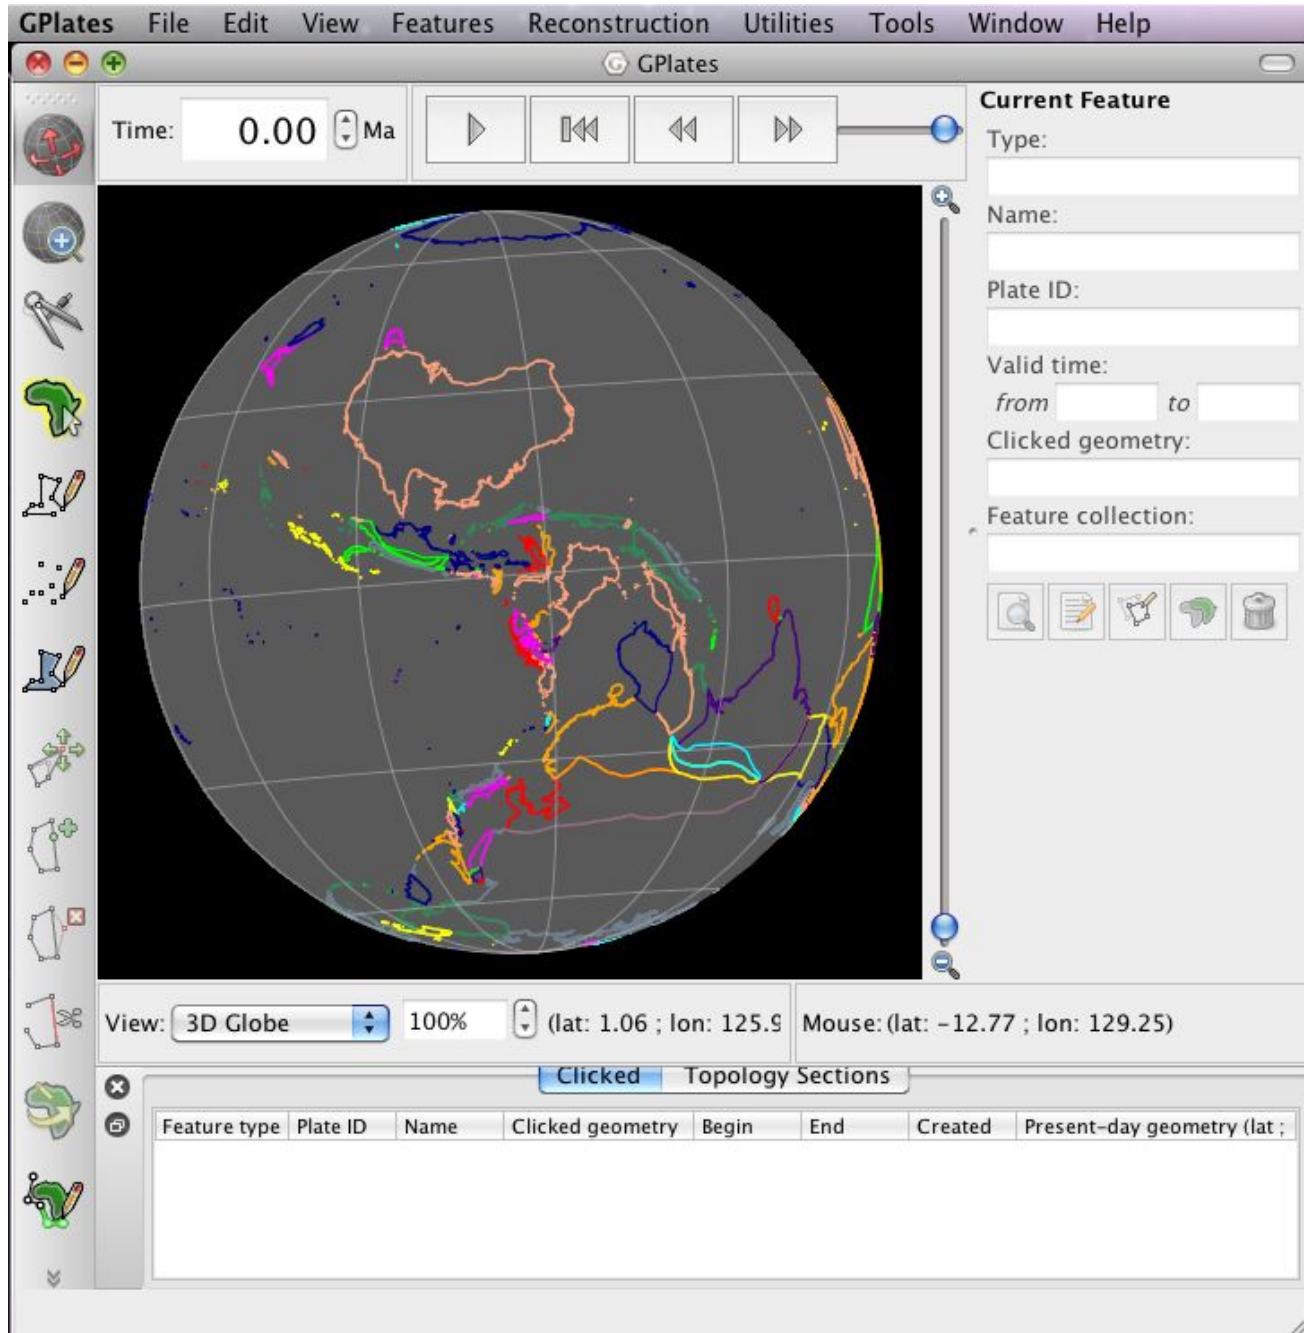 GPlates File Edit View Features Reconstruction Utilities Tools Window Help
GPlates
Time: 0.00 Ma
Current Feature
Type:
Name:
Plate ID:
Valid time:
from to
Clicked geometry:
Feature collection:
View: 3D Globe 100% (lat: 1.06 ; lon: 125.9 Mouse: (lat: -12.77 ; lon: 129.25)
Clicked Topology Sections
Feature type Plate ID Name Clicked geometry Begin End Created Present-day geometry (lat ;